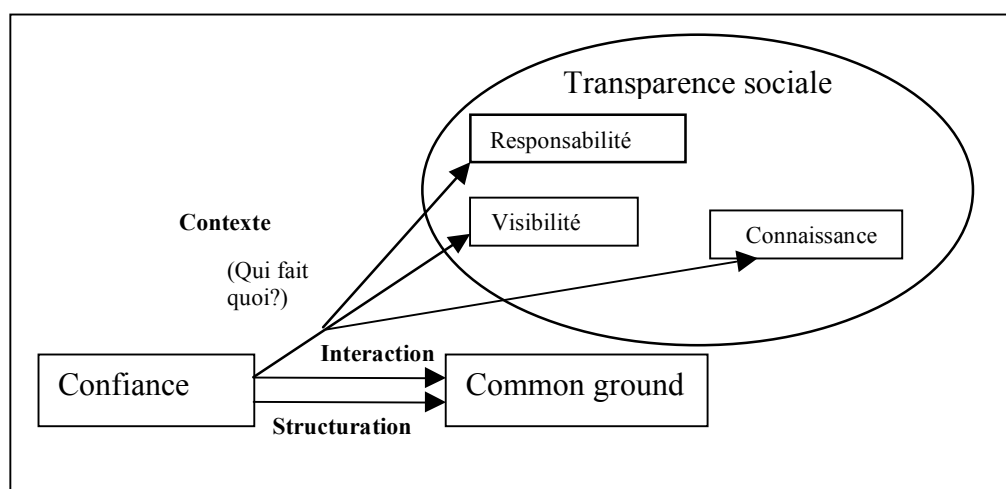 Transparence sociale
Responsabilité
Contexte
Visibilité
Connaissance
(Qui fait
quoi?)
Interaction
Confiance
Common ground
Structuration